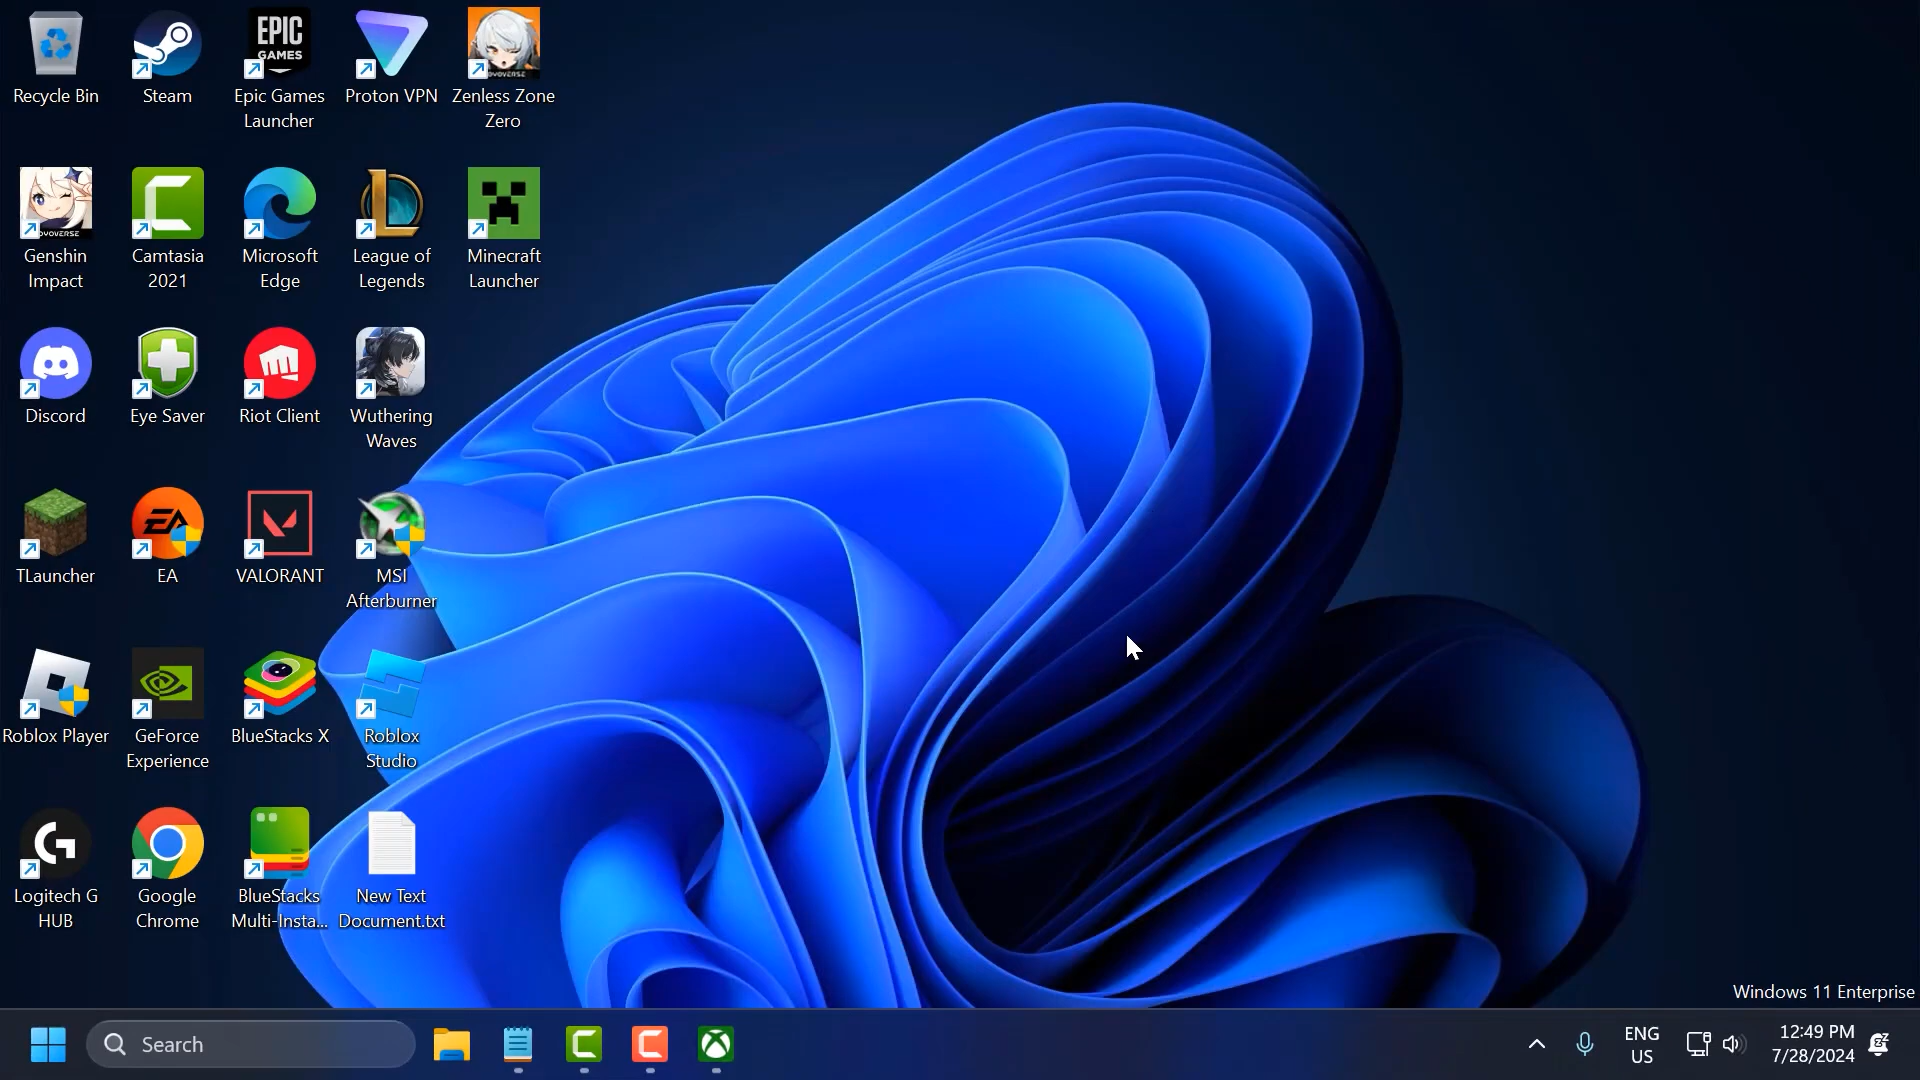 Recycle Bin
Steam
EPIC
GAMES
Epic Games
Launcher
Proton VPN
Zenless Zone
Zero
Genshin
Impact
Camtasia
2021
Microsoft
Edge
League of
Legends
Minecraft
Launcher
Discord
Eye Saver
Riot Client
Wuthering
Waves
TLauncher
EA
EA
VALORANT
MSI
Afterburner
Roblox Player
GeForce
Experience
BlueStacks X
Roblox
Studio
Logitech G
HUB
Google
Chrome
BlueStacks
Multi-Insta...
New Text
Document.txt
Windows 11 Enterprise
Search
ENG
US
12:49 PM
7/28/2024